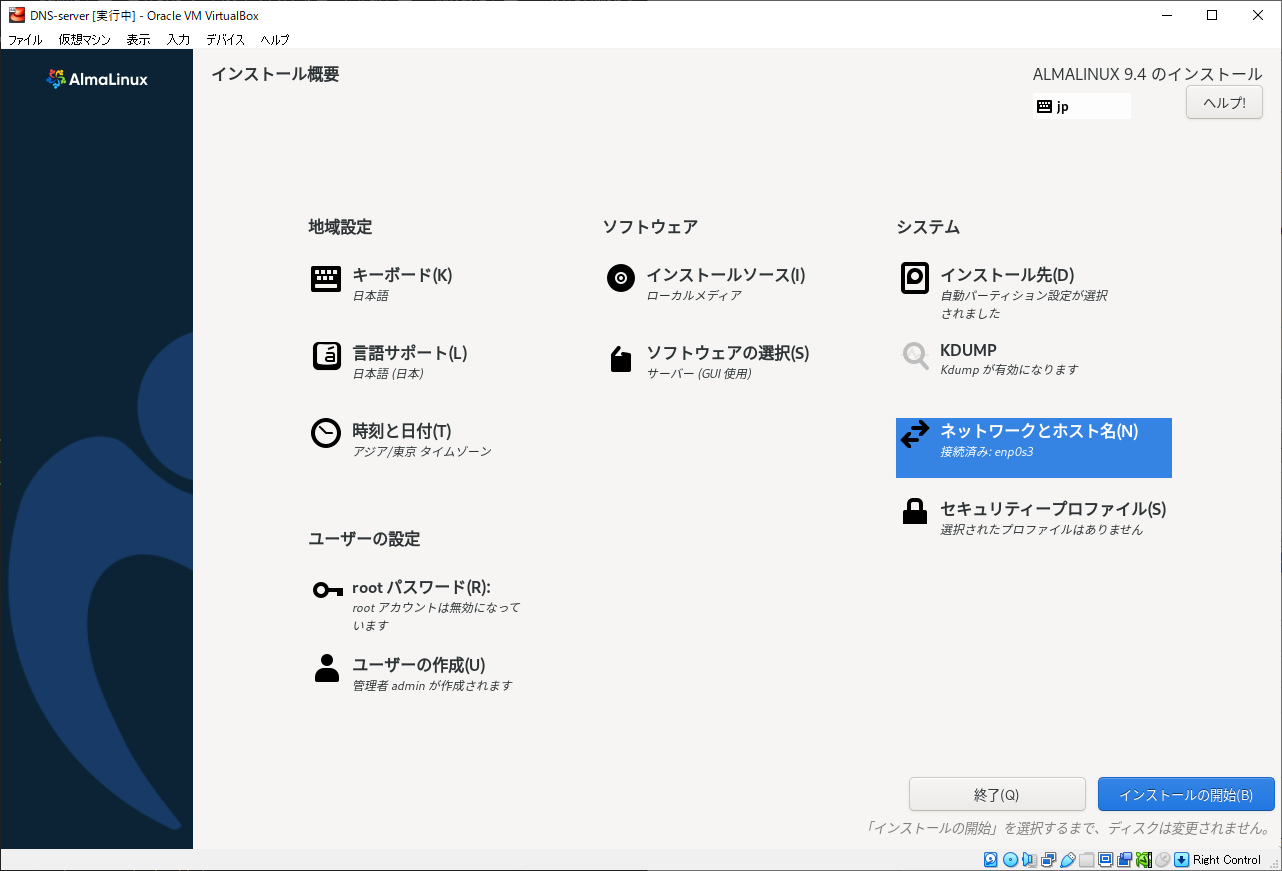 DNS-server [実行中] - Oracle VM VirtualBox
ファイル 仮想マシン 表示 入力 デバイス ヘルプ
AlmaLinux
インストール概要
ALMALINUX 9.4 のインストール
jp
ヘルプ!
地域設定
キーボード(K)
日本語
言語サポート(L)
日本語 (日本)
時刻と日付(T)
アジア/東京 タイムゾーン
ソフトウェア
インストールソース(I)
ローカルメディア
ソフトウェアの選択(S)
サーバー (GUI 使用)
システム
インストール先(D)
自動パーティション設定が選択
されました
KDUMP
Kdump が有効になります
ネットワークとホスト名(N)
接続済み: enp0s3
セキュリティープロファイル(S)
選択されたプロファイルはありません
ユーザーの設定
root パスワード(R):
root アカウントは無効になって
います
ユーザーの作成(U)
管理者 admin が作成されます
終了(Q)
インストールの開始(B)
「インストールの開始」を選択するまで、ディスクは変更されません。
Right Control